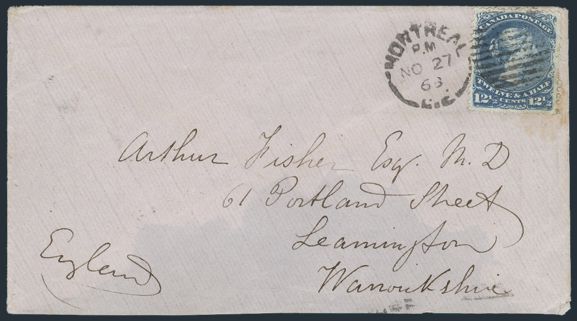 CANADA POSTAGE
TWELVE & A HALF
12½ CENTS 12½
MONTREAL
P.M
NO 27
68
C.E
Arthur Fisher Esq. M.D
61 Portland Street
Leamington
Warwickshire
England